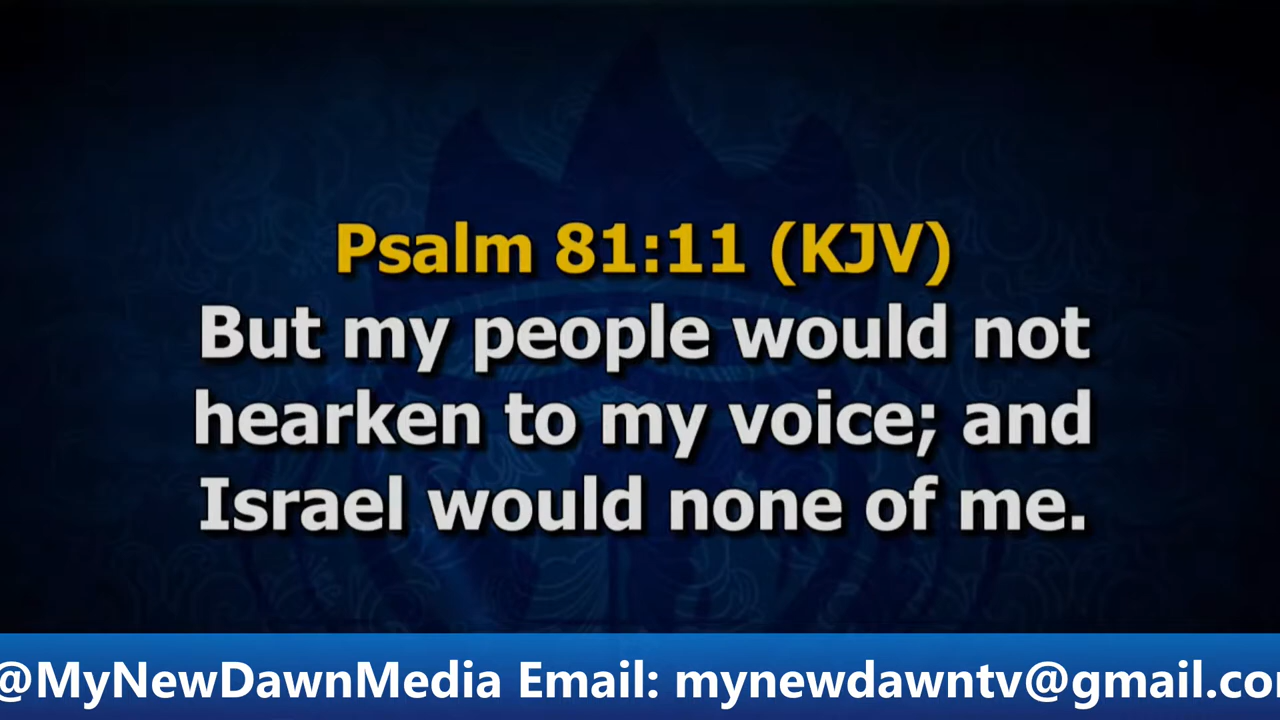 Psalm 81:11 (KJV)
But my people would not
hearken to my voice; and
Israel would none of me.
@MyNewDawnMedia Email: mynewdawntv@gmail.co